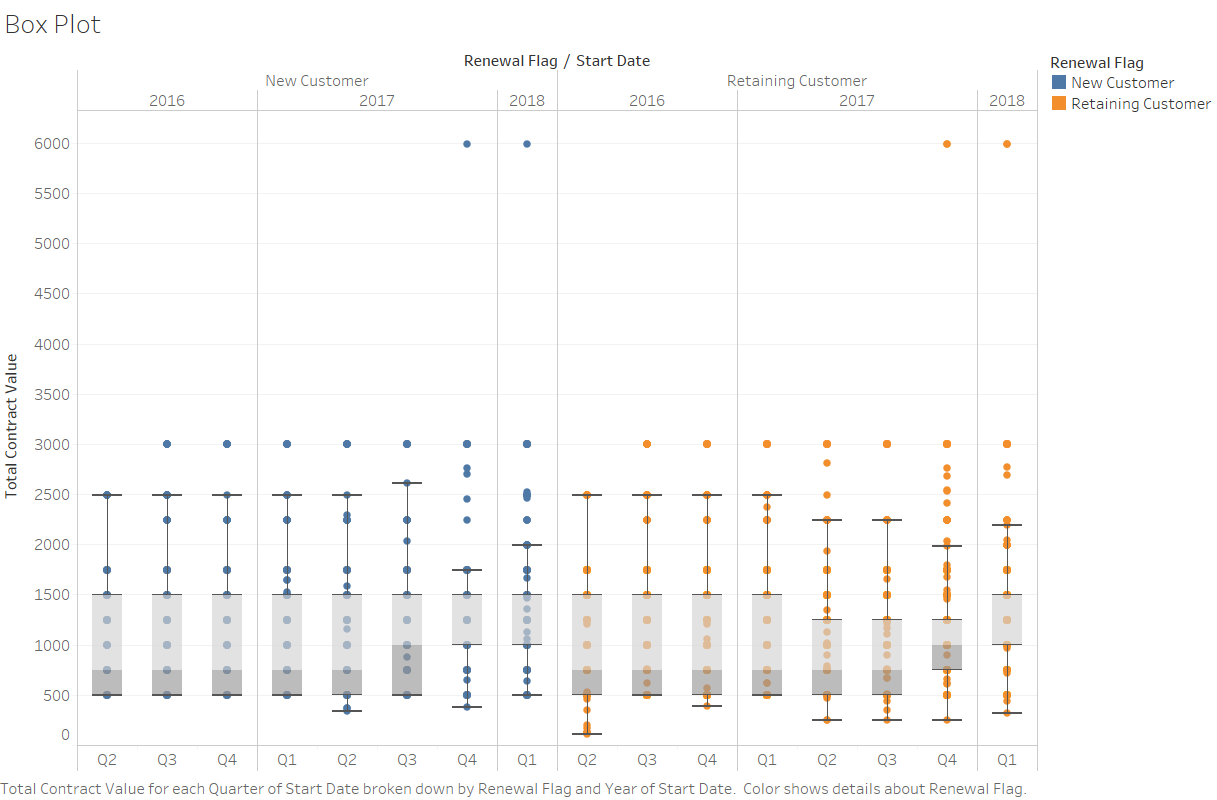 Box Plot
Renewal Flag / Start Date
New Customer Retaining Customer
2016 2017 2018 2016 2017 2018
Renewal Flag
New Customer
Retaining Customer
Total Contract Value
6000
5500
5000
4500
4000
3500
3000
2500
2000
1500
1000
500
0
Q2 Q3 Q4 Q1 Q2 Q3 Q4 Q1 Q2 Q3 Q4 Q1 Q2 Q3 Q4 Q1
Total Contract Value for each Quarter of Start Date broken down by Renewal Flag and Year of Start Date. Color shows details about Renewal Flag.